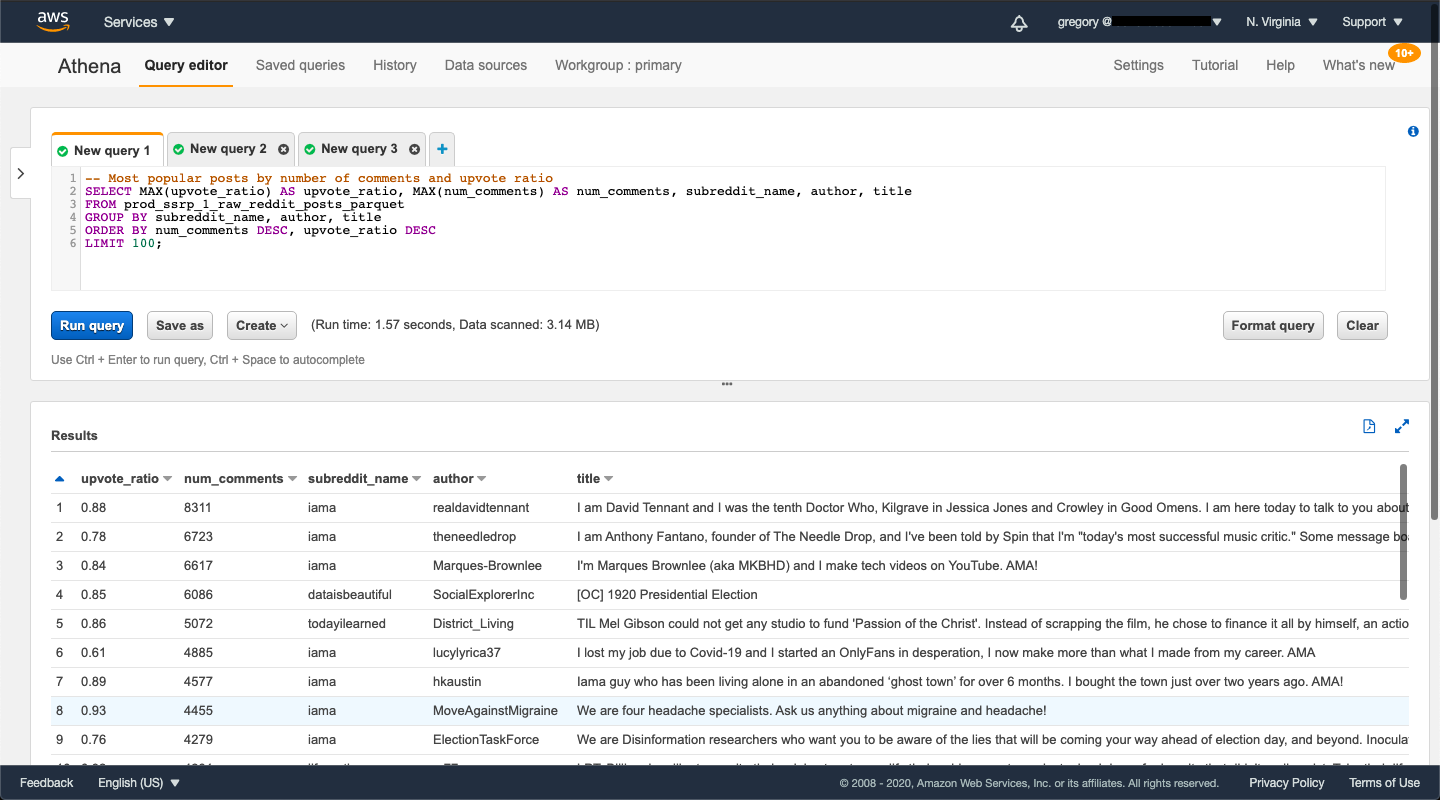 aws Services gregory @ N. Virginia Support
Athena Query editor Saved queries History Data sources Workgroup : primary Settings Tutorial Help What's new 10+
New query 1 New query 2 New query 3 +
1 -- Most popular posts by number of comments and upvote ratio
2 SELECT MAX(upvote_ratio) AS upvote_ratio, MAX(num_comments) AS num_comments, subreddit_name, author, title
3 FROM prod_ssrp_1_raw_reddit_posts_parquet
4 GROUP BY subreddit_name, author, title
5 ORDER BY num_comments DESC, upvote_ratio DESC
6 LIMIT 100;
Run query Save as Create (Run time: 1.57 seconds, Data scanned: 3.14 MB) Format query Clear
Use Ctrl + Enter to run query, Ctrl + Space to autocomplete
Results
upvote_ratio num_comments subreddit_name author title
1 0.88 8311 iama realdavidtennant I am David Tennant and I was the tenth Doctor Who, Kilgrave in Jessica Jones and Crowley in Good Omens. I am here today to talk to you about
2 0.78 6723 iama theneedledrop I am Anthony Fantano, founder of The Needle Drop, and I've been told by Spin that I'm "today's most successful music critic." Some message
3 0.84 6617 iama Marques-Brownlee I'm Marques Brownlee (aka MKBHD) and I make tech videos on YouTube. AMA!
4 0.85 6086 dataisbeautiful SocialExplorerInc [OC] 1920 Presidential Election
5 0.86 5072 todayilearned District_Living TIL Mel Gibson could not get any studio to fund 'Passion of the Christ'. Instead of scrapping the film, he chose to finance it all by himself, an actio
6 0.61 4885 iama lucylyrica37 I lost my job due to Covid-19 and I started an OnlyFans in desperation, I now make more than what I made from my career. AMA
7 0.89 4577 iama hkaustin Iama guy who has been living alone in an abandoned ‘ghost town’ for over 6 months. I bought the town just over two years ago. AMA!
8 0.93 4455 iama MoveAgainstMigraine We are four headache specialists. Ask us anything about migraine and headache!
9 0.76 4279 iama ElectionTaskForce We are Disinformation researchers who want you to be aware of the lies that will be coming your way ahead of election day, and beyond. Inocula
Feedback English (US) © 2008 - 2020, Amazon Web Services, Inc. or its affiliates. All rights reserved. Privacy Policy Terms of Use